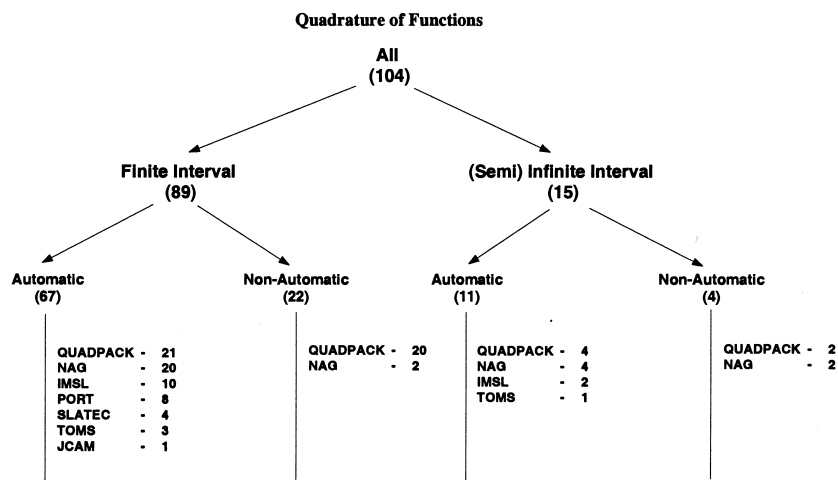 Quadrature of Functions
All
(104)
Finite Interval
(89)
(Semi) Infinite Interval
(15)
Automatic
(67)
Non-Automatic
(22)
Automatic
(11)
Non-Automatic
(4)
QUADPACK - 21
NAG - 20
IMSL - 10
PORT - 8
SLATEC - 4
TOMS - 3
JCAM - 1
QUADPACK - 20
NAG - 2
QUADPACK - 4
NAG - 4
IMSL - 2
TOMS - 1
QUADPACK - 2
NAG - 2